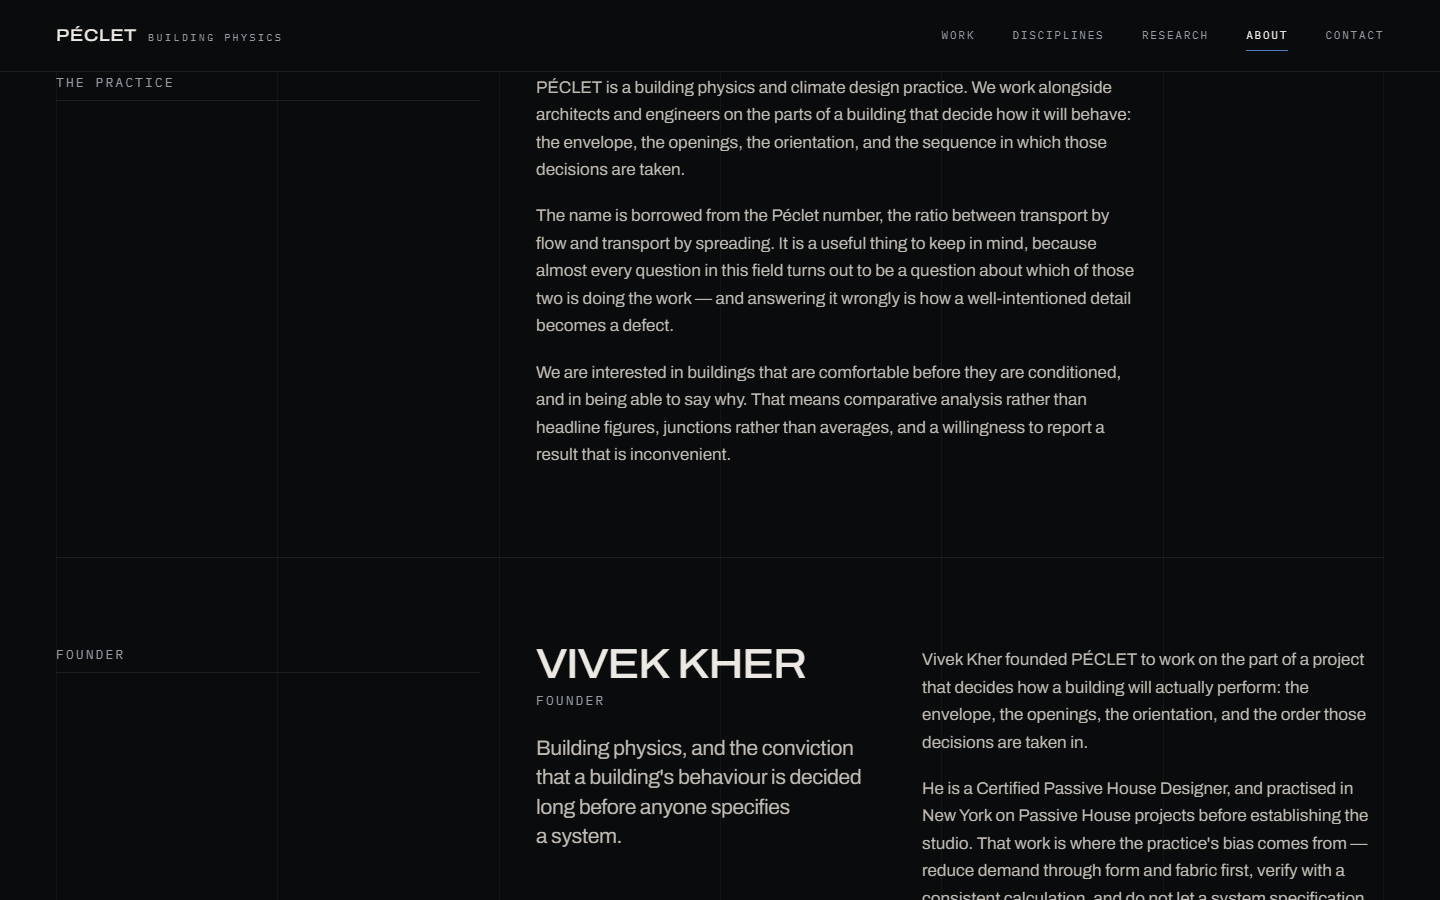 PÉCLET BUILDING PHYSICS
WORK DISCIPLINES RESEARCH ABOUT CONTACT
THE PRACTICE
PÉCLET is a building physics and climate design practice. We work alongside
architects and engineers on the parts of a building that decide how it will behave:
the envelope, the openings, the orientation, and the sequence in which those
decisions are taken.
The name is borrowed from the Péclet number, the ratio between transport by
flow and transport by spreading. It is a useful thing to keep in mind, because
almost every question in this field turns out to be a question about which of those
two is doing the work — and answering it wrongly is how a well-intentioned detail
becomes a defect.
We are interested in buildings that are comfortable before they are conditioned,
and in being able to say why. That means comparative analysis rather than
headline figures, junctions rather than averages, and a willingness to report a
result that is inconvenient.
FOUNDER
VIVEK KHER
FOUNDER
Building physics, and the conviction
that a building's behaviour is decided
long before anyone specifies
a system.
Vivek Kher founded PÉCLET to work on the part of a project
that decides how a building will actually perform: the
envelope, the openings, the orientation, and the order those
decisions are taken in.
He is a Certified Passive House Designer, and practised in
New York on Passive House projects before establishing the
studio. That work is where the practice's bias comes from —
reduce demand through form and fabric first, verify with a
consistent calculation, and do not let a system specification